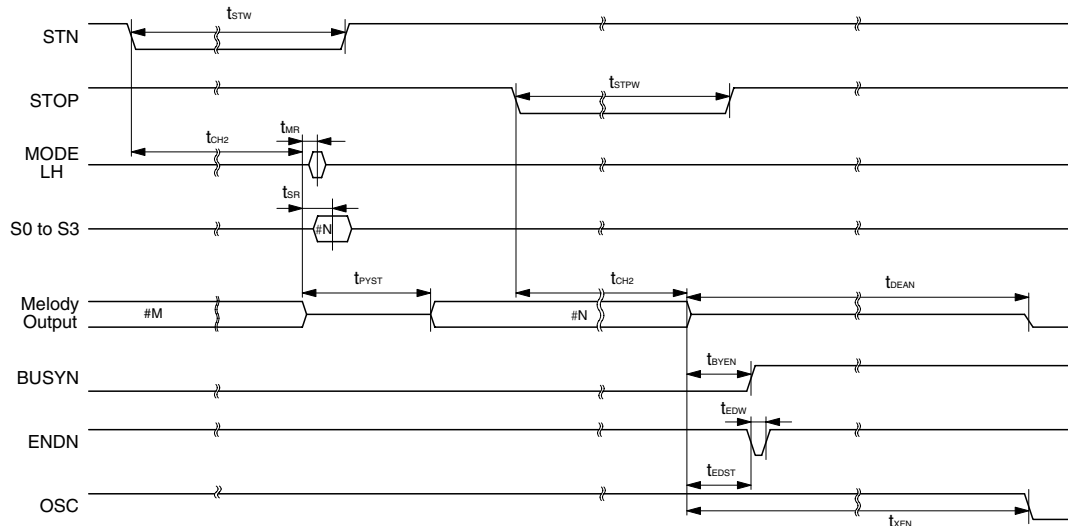 STN
tSTW
STOP
tSTPW
tCH2
tMR
MODE
LH
tSR
S0 to S3
#N
tPYST
tCH2
tDEAN
Melody
Output
#M
#N
BUSYN
tBYEN
ENDN
tEDW
tEDST
OSC
tXEN